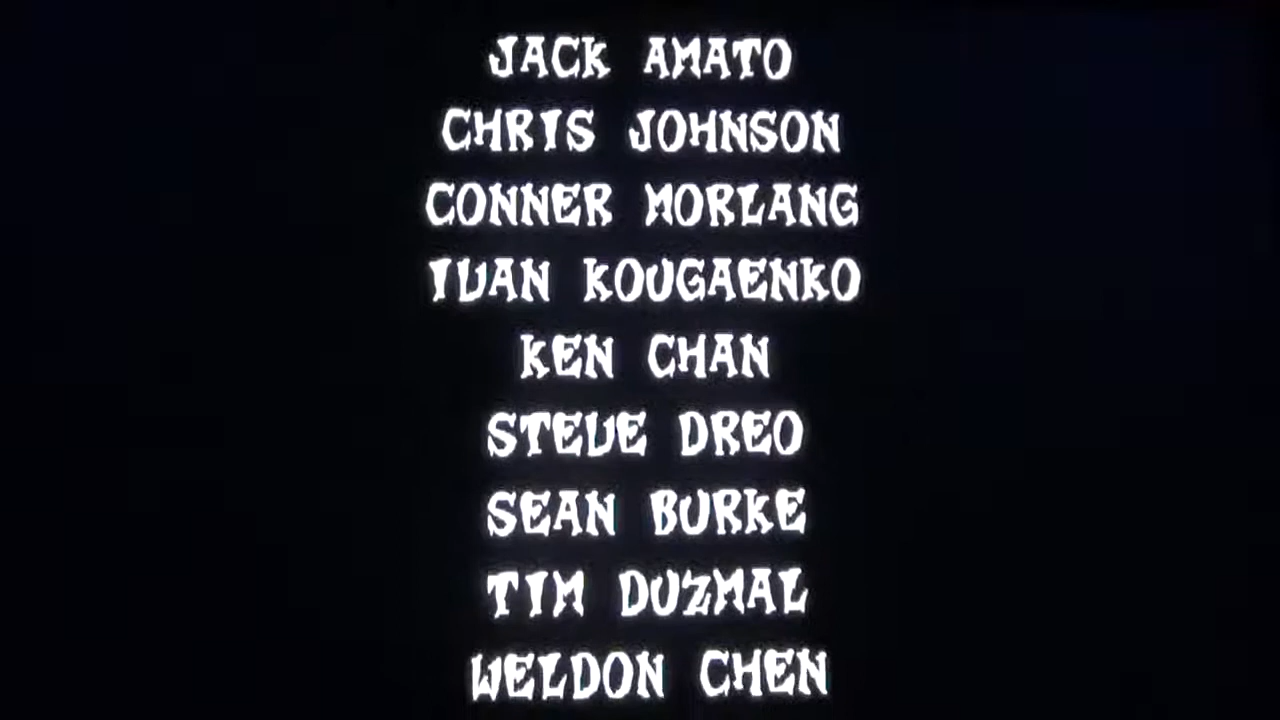 JACK AMATO
CHRIS JOHNSON
CONNER MORLANG
IVAN KOUGAENKO
KEN CHAN
STEVE DREO
SEAN BURKE
TIM DUZMAL
WELDON CHEN